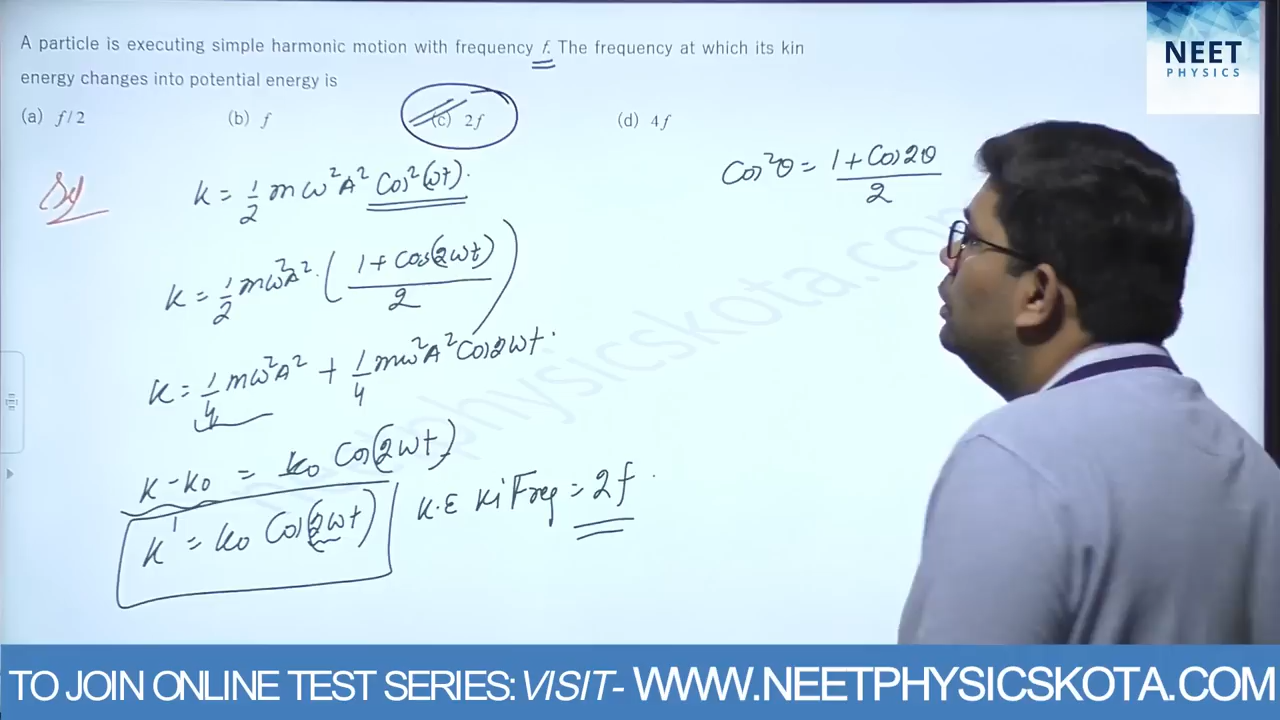 A particle is executing simple harmonic motion with frequency f. The frequency at which its kin
energy changes into potential energy is
(a) f/2 (b) f (c) 2f (d) 4f
NEET
PHYSICS
Sol
K = 1/2 mω²A² Cos²(ωt).
Cos²θ = 1 + Cos2θ / 2
K = 1/2 mω²A². (1 + Cos(2ωt) / 2)
K = 1/4 mω²A² + 1/4 mω²A² Cos2ωt.
K - K₀ = K₀ Cos(2ωt)
K' = K₀ Cos(2ωt)
K.E Ki Freq = 2f.
neetphysicskota.com
TO JOIN ONLINE TEST SERIES: VISIT- WWW.NEETPHYSICSKOTA.COM